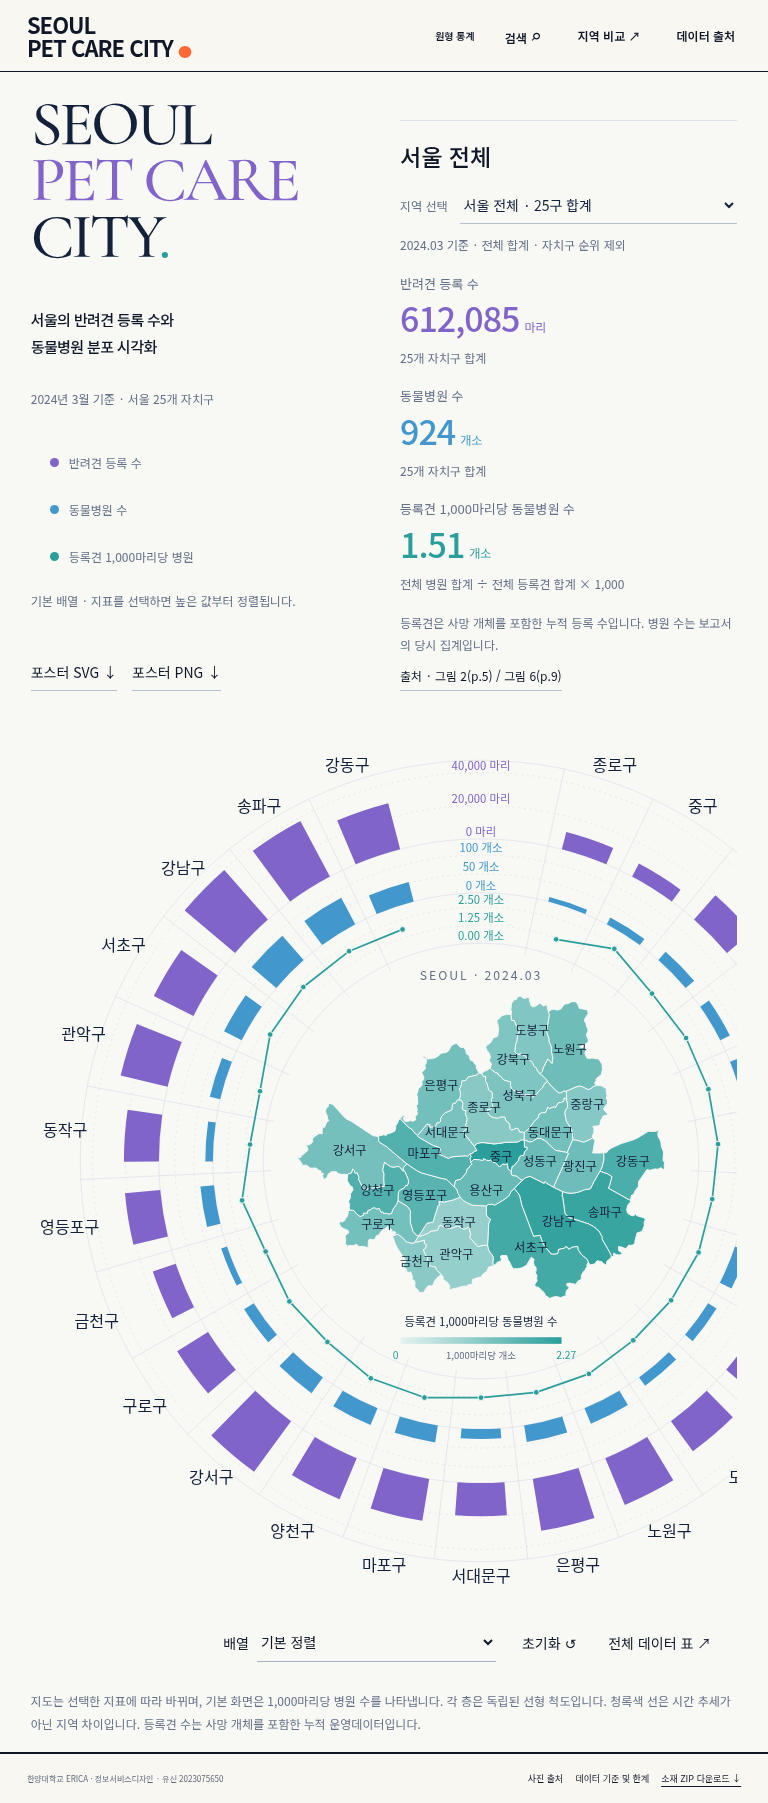 SEOUL
PET CARE CITY
원형 통계
검색 ⌕
지역 비교 ↗
데이터 출처
SEOUL
PET CARE
CITY.
서울의 반려견 등록 수와
동물병원 분포 시각화
2024년 3월 기준 · 서울 25개 자치구
반려견 등록 수
동물병원 수
등록견 1,000마리당 병원
기본 배열 · 지표를 선택하면 높은 값부터 정렬됩니다.
포스터 SVG ↓
포스터 PNG ↓
서울 전체
지역 선택
서울 전체 · 25구 합계
2024.03 기준 · 전체 합계 · 자치구 순위 제외
반려견 등록 수
612,085 마리
25개 자치구 합계
동물병원 수
924 개소
25개 자치구 합계
등록견 1,000마리당 동물병원 수
1.51 개소
전체 병원 합계 ÷ 전체 등록견 합계 × 1,000
등록견은 사망 개체를 포함한 누적 등록 수입니다. 병원 수는 보고서
의 당시 집계입니다.
출처 · 그림 2(p.5) / 그림 6(p.9)
강동구
40,000 마리
종로구
송파구
20,000 마리
중구
0 마리
100 개소
강남구
50 개소
0 개소
2.50 개소
1.25 개소
0.00 개소
서초구
SEOUL · 2024.03
관악구
동작구
영등포구
금천구
구로구
강서구
양천구
마포구
서대문구
은평구
노원구
도봉구
노원구
강북구
은평구
성북구
종로구
중랑구
서대문구
동대문구
강서구
마포구
중구
성동구
광진구
강동구
양천구
영등포구
용산구
구로구
동작구
강남구
송파구
금천구
관악구
서초구
등록견 1,000마리당 동물병원 수
0
1,000마리당 개소
2.27
배열
기본 정렬
초기화 ↺
전체 데이터 표 ↗
지도는 선택한 지표에 따라 바뀌며, 기본 화면은 1,000마리당 병원 수를 나타냅니다. 각 층은 독립된 선형 척도입니다. 청록색 선은 시간 추세가
아닌 지역 차이입니다. 등록견 수는 사망 개체를 포함한 누적 운영데이터입니다.
한양대학교 ERICA · 정보서비스디자인 · 유신 2023075650
사진 출처
데이터 기준 및 한계
소재 ZIP 다운로드 ↓